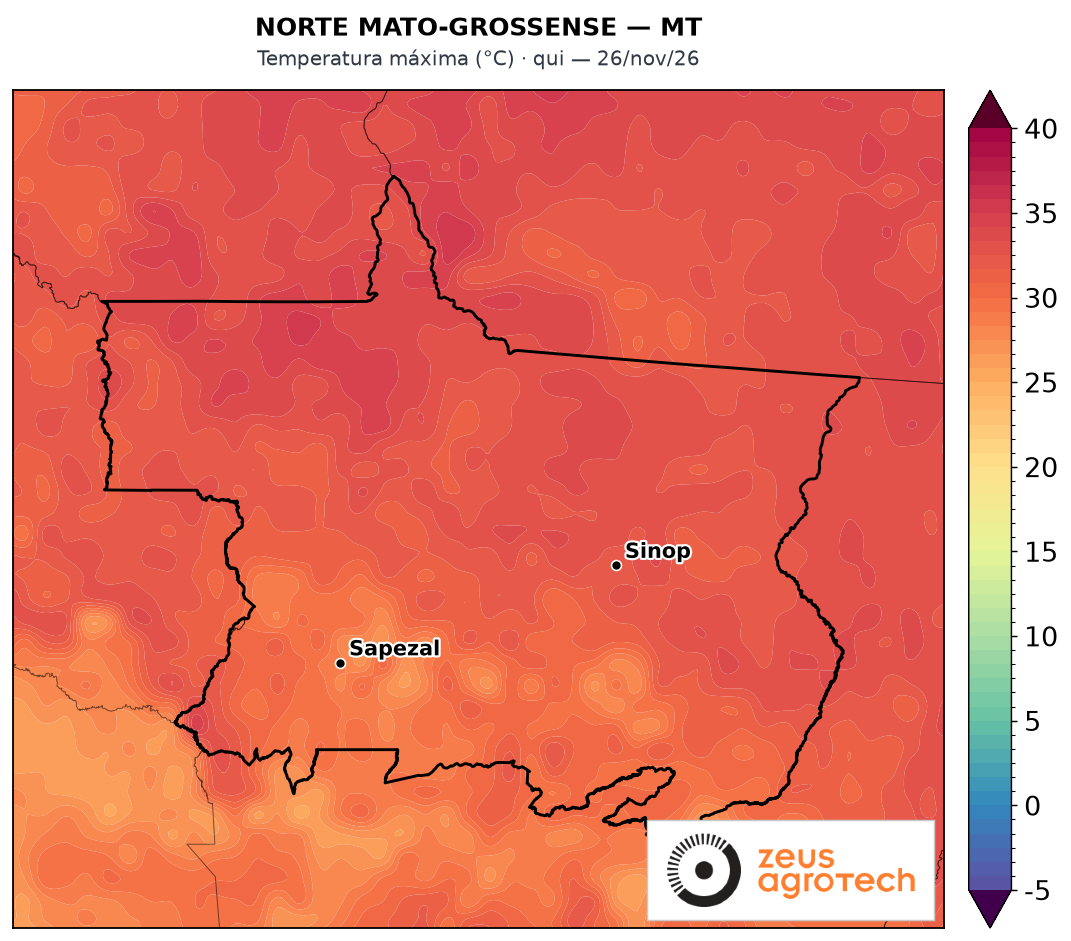 NORTE MATO-GROSSENSE — MT
Temperatura máxima (°C) · qui — 26/nov/26
40
35
30
25
20
15
10
5
0
-5
Sinop
Sapezal
zeus
agrotech